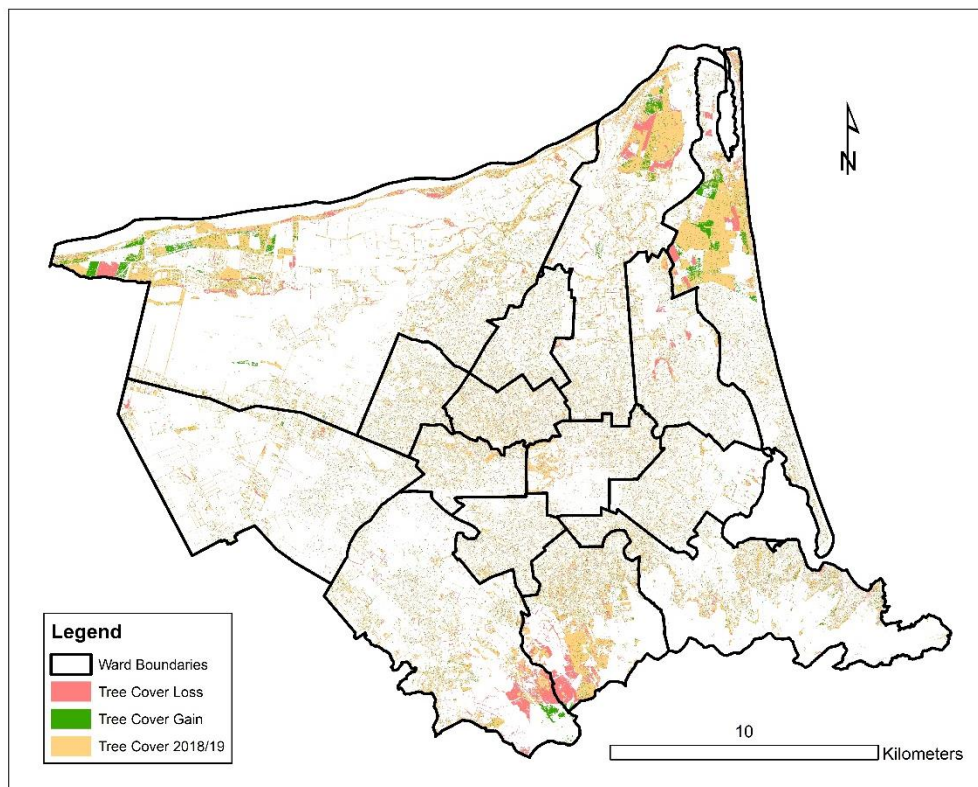 N
Legend
Ward Boundaries
Tree Cover Loss
Tree Cover Gain
Tree Cover 2018/19
10
Kilometers